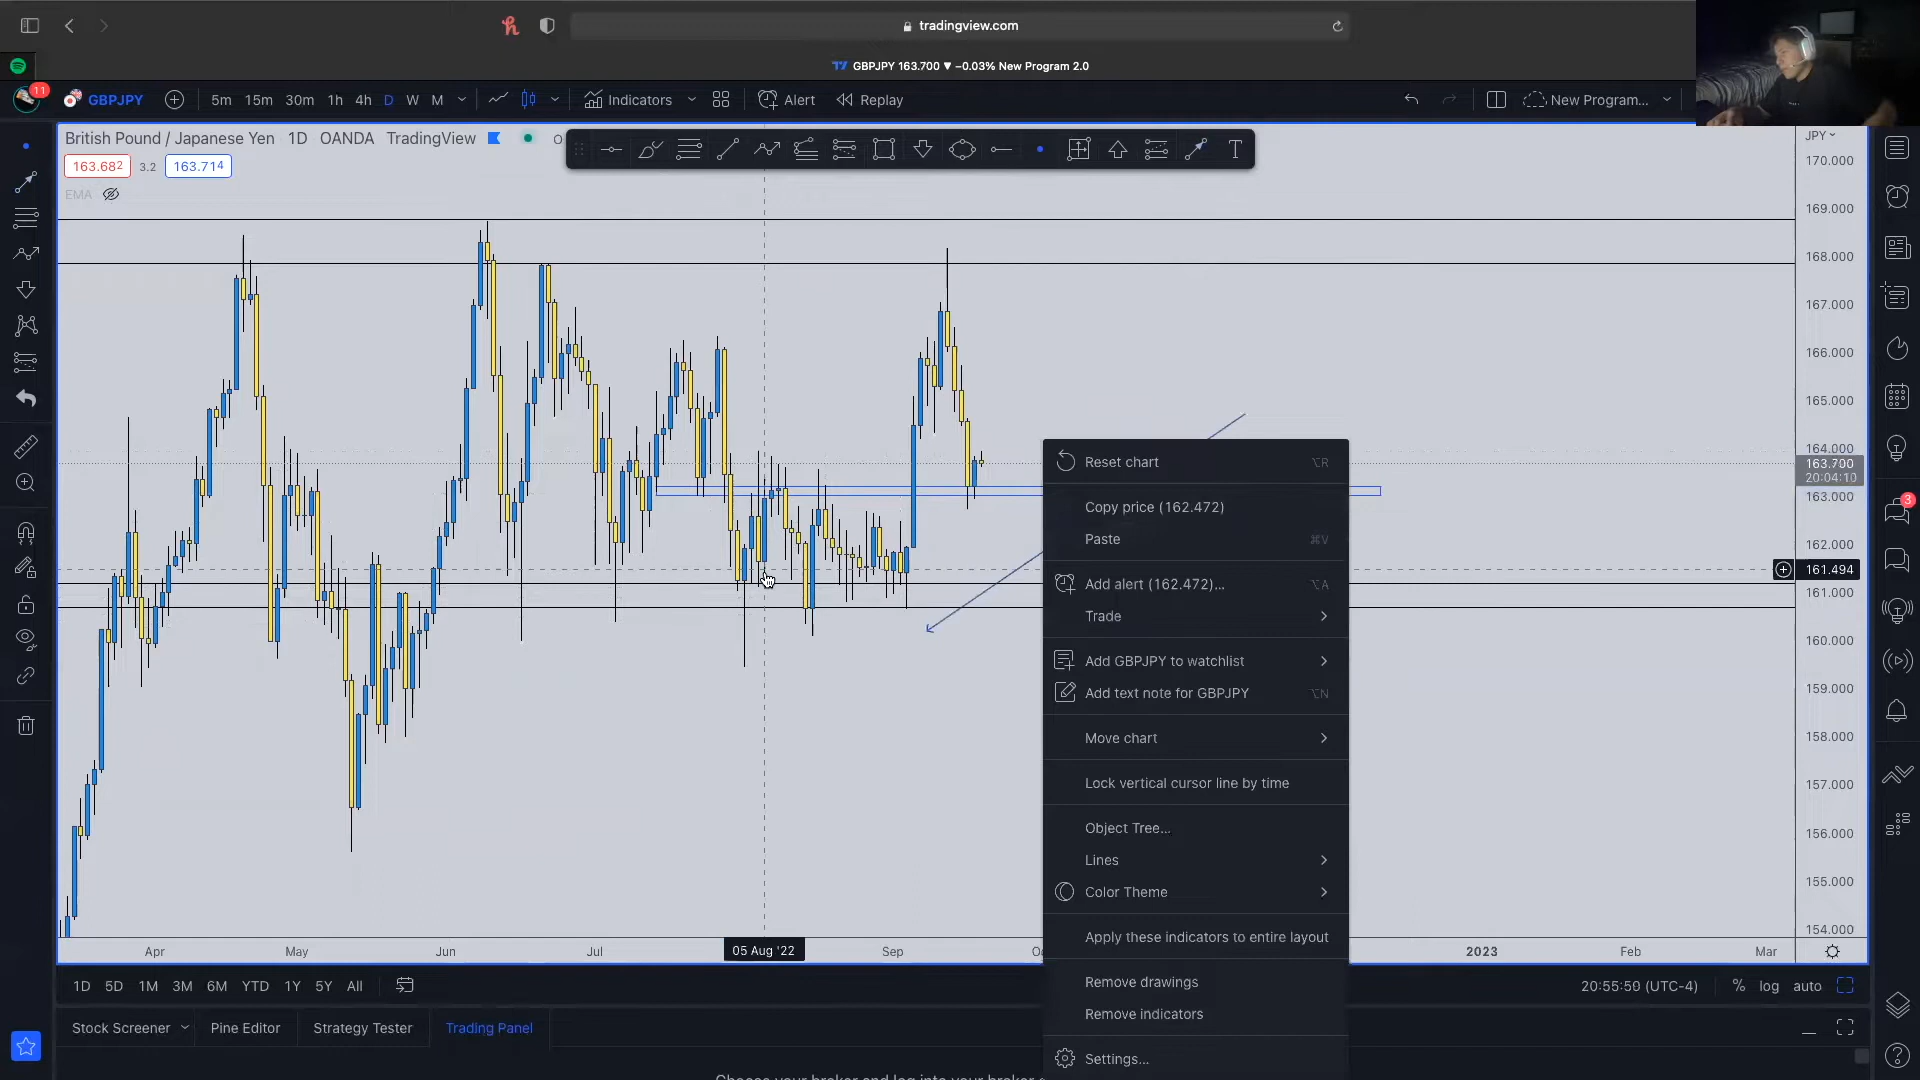 tradingview.com
GBPJPY 163.700 ▼ −0.03% New Program 2.0
11
GBPJPY 5m 15m 30m 1h 4h D W M Indicators Alert Replay New Program...
British Pound / Japanese Yen 1D OANDA TradingView O
163.682 3.2 163.714
EMA
T
JPY
170.000
169.000
168.000
167.000
166.000
165.000
164.000
163.700
20:04:10
163.000
162.000
161.494
161.000
160.000
159.000
158.000
157.000
156.000
155.000
154.000
3
Reset chart ⌥R
Copy price (162.472)
Paste ⌘V
Add alert (162.472)... ⌥A
Trade
Add GBPJPY to watchlist
Add text note for GBPJPY ⌥N
Move chart
Lock vertical cursor line by time
Object Tree...
Lines
Color Theme
Apply these indicators to entire layout
Remove drawings
Remove indicators
Settings...
Apr May Jun Jul 05 Aug '22 Sep 2023 Feb Mar
1D 5D 1M 3M 6M YTD 1Y 5Y All 20:55:50 (UTC-4) % log auto
Stock Screener Pine Editor Strategy Tester Trading Panel